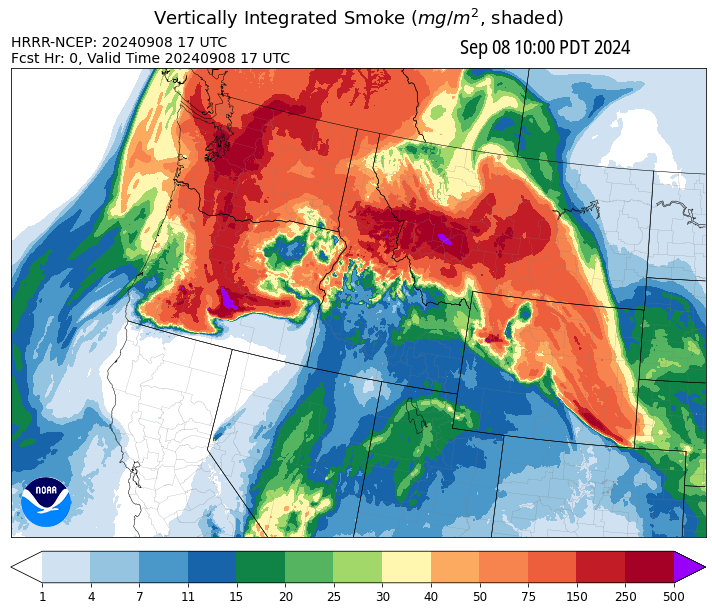 Vertically Integrated Smoke (mg/m², shaded)
HRRR-NCEP: 20240908 17 UTC
Fcst Hr: 0, Valid Time 20240908 17 UTC
Sep 08 10:00 PDT 2024
NOAA
1 4 7 11 15 20 25 30 40 50 75 150 250 500